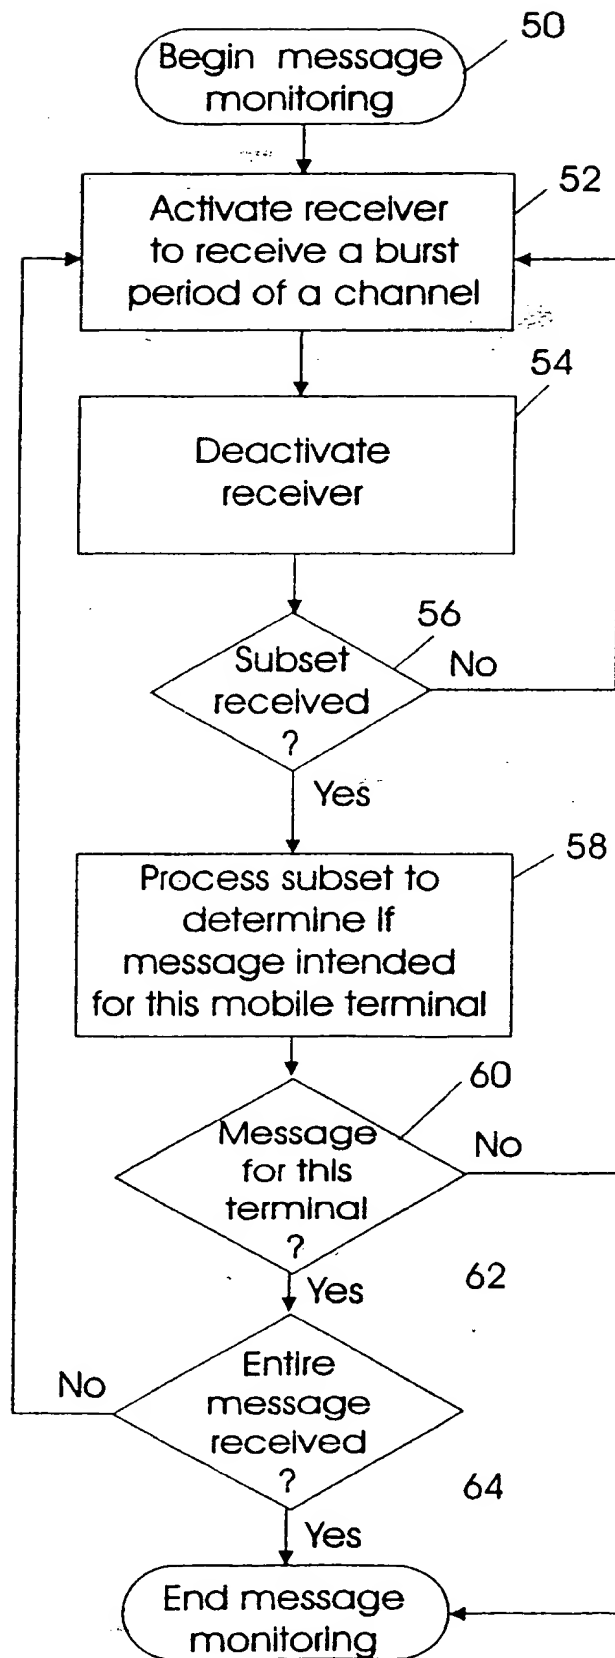 50
Begin message
monitoring
52
Activate receiver
to receive a burst
period of a channel
54
Deactivate
receiver
56
Subset
received
?
No
Yes
58
Process subset to
determine if
message intended
for this mobile terminal
60
Message
for this
terminal
?
No
Yes
62
Entire
message
received
?
No
Yes
64
End message
monitoring